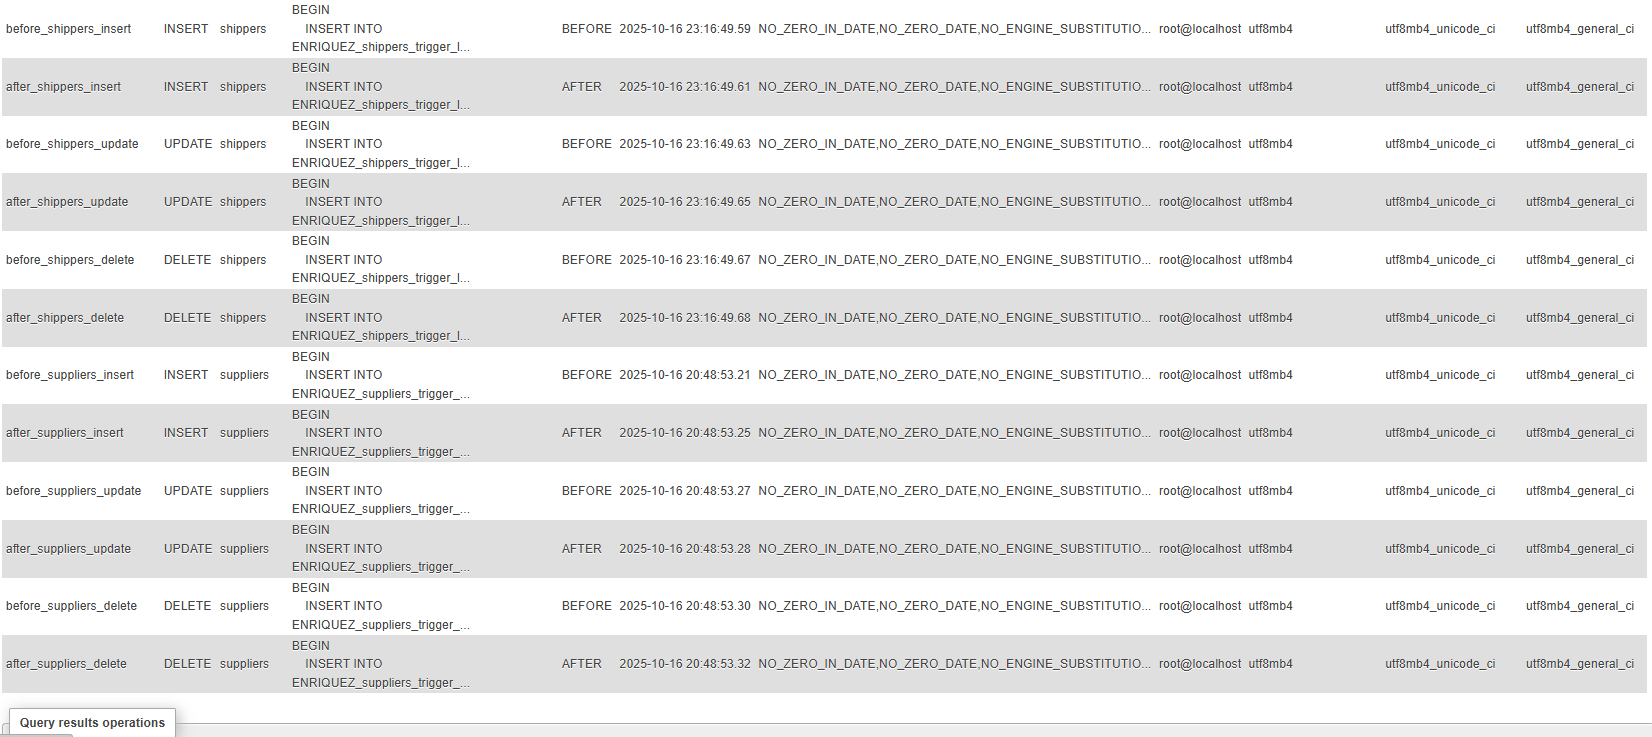 BEGIN
before_shippers_insert INSERT shippers INSERT INTO BEFORE 2025-10-16 23:16:49.59 NO_ZERO_IN_DATE,NO_ZERO_DATE,NO_ENGINE_SUBSTITUTIO... root@localhost utf8mb4 utf8mb4_unicode_ci utf8mb4_general_ci
ENRIQUEZ_shippers_trigger_l...
BEGIN
after_shippers_insert INSERT shippers INSERT INTO AFTER 2025-10-16 23:16:49.61 NO_ZERO_IN_DATE,NO_ZERO_DATE,NO_ENGINE_SUBSTITUTIO... root@localhost utf8mb4 utf8mb4_unicode_ci utf8mb4_general_ci
ENRIQUEZ_shippers_trigger_l...
BEGIN
before_shippers_update UPDATE shippers INSERT INTO BEFORE 2025-10-16 23:16:49.63 NO_ZERO_IN_DATE,NO_ZERO_DATE,NO_ENGINE_SUBSTITUTIO... root@localhost utf8mb4 utf8mb4_unicode_ci utf8mb4_general_ci
ENRIQUEZ_shippers_trigger_l...
BEGIN
after_shippers_update UPDATE shippers INSERT INTO AFTER 2025-10-16 23:16:49.65 NO_ZERO_IN_DATE,NO_ZERO_DATE,NO_ENGINE_SUBSTITUTIO... root@localhost utf8mb4 utf8mb4_unicode_ci utf8mb4_general_ci
ENRIQUEZ_shippers_trigger_l...
BEGIN
before_shippers_delete DELETE shippers INSERT INTO BEFORE 2025-10-16 23:16:49.67 NO_ZERO_IN_DATE,NO_ZERO_DATE,NO_ENGINE_SUBSTITUTIO... root@localhost utf8mb4 utf8mb4_unicode_ci utf8mb4_general_ci
ENRIQUEZ_shippers_trigger_l...
BEGIN
after_shippers_delete DELETE shippers INSERT INTO AFTER 2025-10-16 23:16:49.68 NO_ZERO_IN_DATE,NO_ZERO_DATE,NO_ENGINE_SUBSTITUTIO... root@localhost utf8mb4 utf8mb4_unicode_ci utf8mb4_general_ci
ENRIQUEZ_shippers_trigger_l...
BEGIN
before_suppliers_insert INSERT suppliers INSERT INTO BEFORE 2025-10-16 20:48:53.21 NO_ZERO_IN_DATE,NO_ZERO_DATE,NO_ENGINE_SUBSTITUTIO... root@localhost utf8mb4 utf8mb4_unicode_ci utf8mb4_general_ci
ENRIQUEZ_suppliers_trigger_...
BEGIN
after_suppliers_insert INSERT suppliers INSERT INTO AFTER 2025-10-16 20:48:53.25 NO_ZERO_IN_DATE,NO_ZERO_DATE,NO_ENGINE_SUBSTITUTIO... root@localhost utf8mb4 utf8mb4_unicode_ci utf8mb4_general_ci
ENRIQUEZ_suppliers_trigger_...
BEGIN
before_suppliers_update UPDATE suppliers INSERT INTO BEFORE 2025-10-16 20:48:53.27 NO_ZERO_IN_DATE,NO_ZERO_DATE,NO_ENGINE_SUBSTITUTIO... root@localhost utf8mb4 utf8mb4_unicode_ci utf8mb4_general_ci
ENRIQUEZ_suppliers_trigger_...
BEGIN
after_suppliers_update UPDATE suppliers INSERT INTO AFTER 2025-10-16 20:48:53.28 NO_ZERO_IN_DATE,NO_ZERO_DATE,NO_ENGINE_SUBSTITUTIO... root@localhost utf8mb4 utf8mb4_unicode_ci utf8mb4_general_ci
ENRIQUEZ_suppliers_trigger_...
BEGIN
before_suppliers_delete DELETE suppliers INSERT INTO BEFORE 2025-10-16 20:48:53.30 NO_ZERO_IN_DATE,NO_ZERO_DATE,NO_ENGINE_SUBSTITUTIO... root@localhost utf8mb4 utf8mb4_unicode_ci utf8mb4_general_ci
ENRIQUEZ_suppliers_trigger_...
BEGIN
after_suppliers_delete DELETE suppliers INSERT INTO AFTER 2025-10-16 20:48:53.32 NO_ZERO_IN_DATE,NO_ZERO_DATE,NO_ENGINE_SUBSTITUTIO... root@localhost utf8mb4 utf8mb4_unicode_ci utf8mb4_general_ci
ENRIQUEZ_suppliers_trigger_...
Query results operations